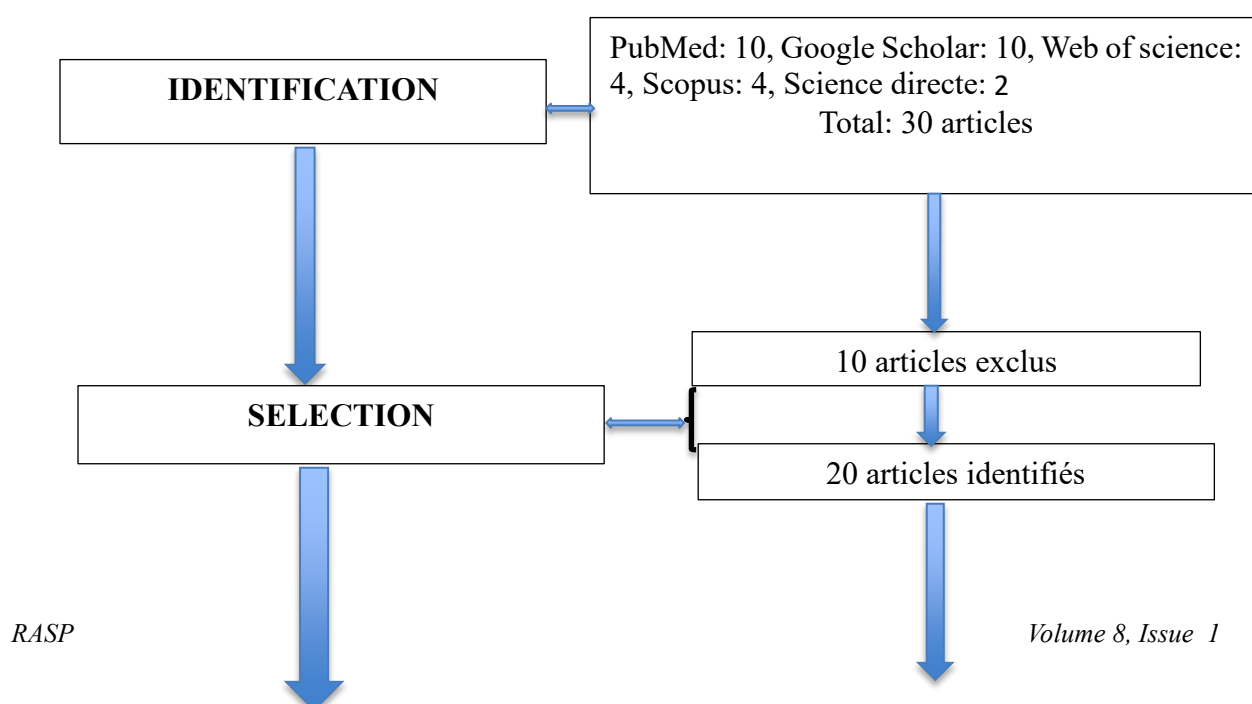 PubMed: 10, Google Scholar: 10, Web of science:
4, Scopus: 4, Science directe: 2
Total: 30 articles
IDENTIFICATION
10 articles exclus
SELECTION
20 articles identifiés
RASP
Volume 8, Issue 1